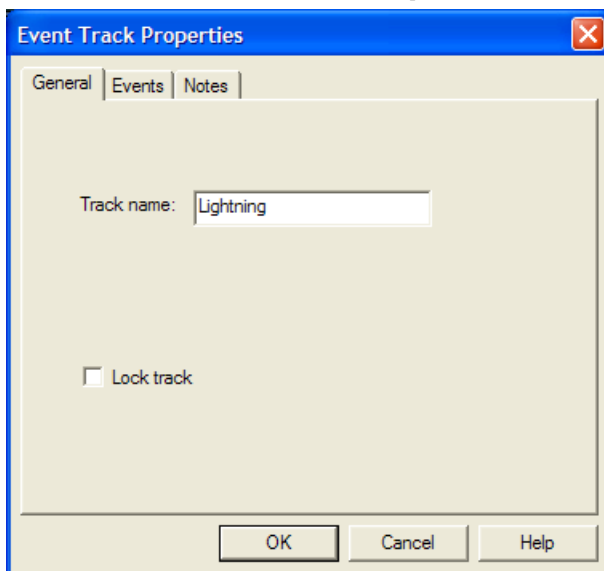 Event Track Properties
General Events Notes
Track name: Lightning
Lock track
OK Cancel Help